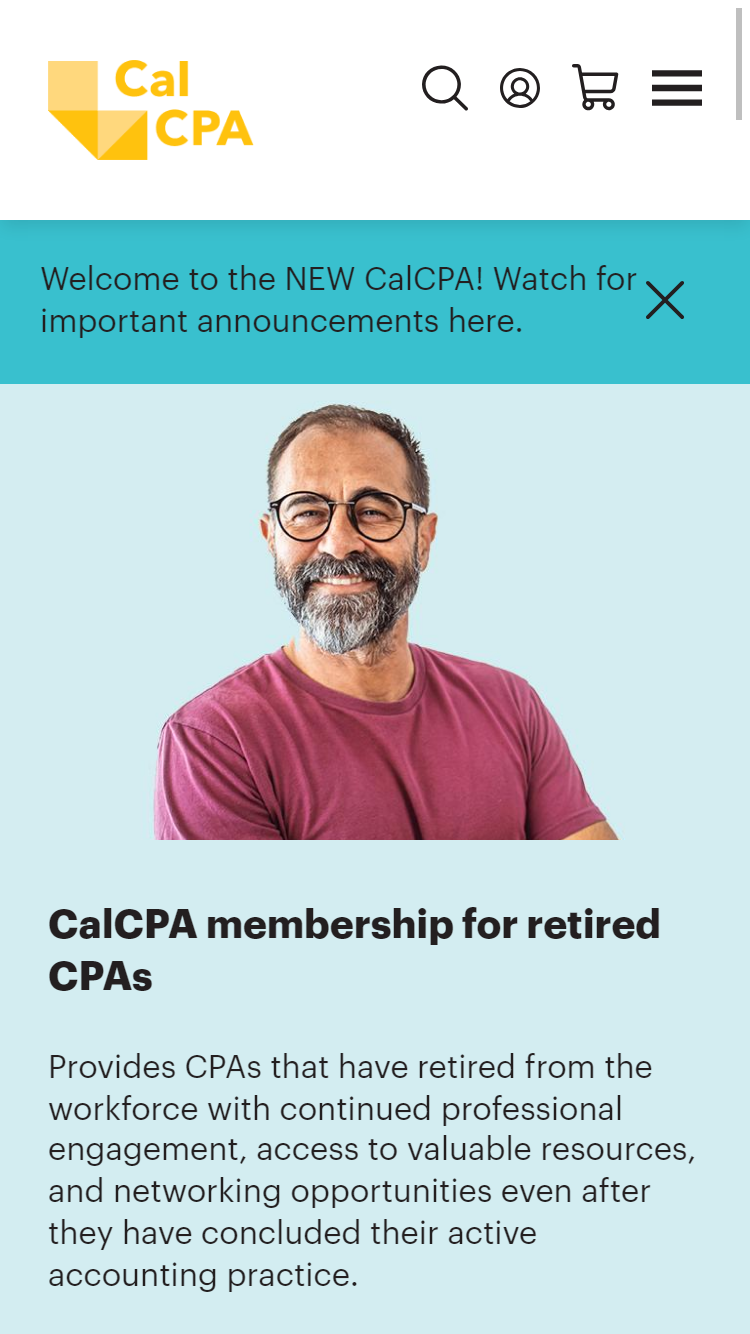 Cal
CPA
Welcome to the NEW CalCPA! Watch for
important announcements here.
CalCPA membership for retired
CPAs
Provides CPAs that have retired from the
workforce with continued professional
engagement, access to valuable resources,
and networking opportunities even after
they have concluded their active
accounting practice.